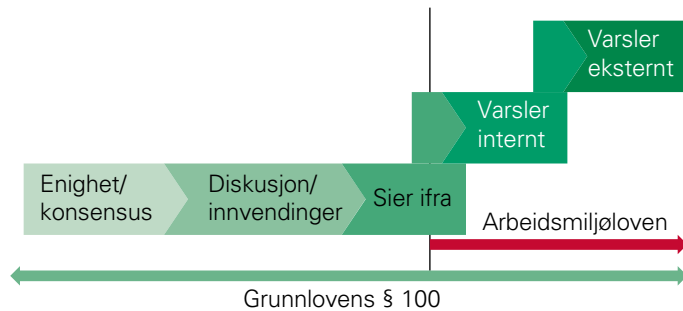 Varsler
eksternt
Varsler
internt
Enighet/
konsensus
Diskusjon/
innvendinger
Sier ifra
Arbeidsmiljøloven
Grunnlovens § 100